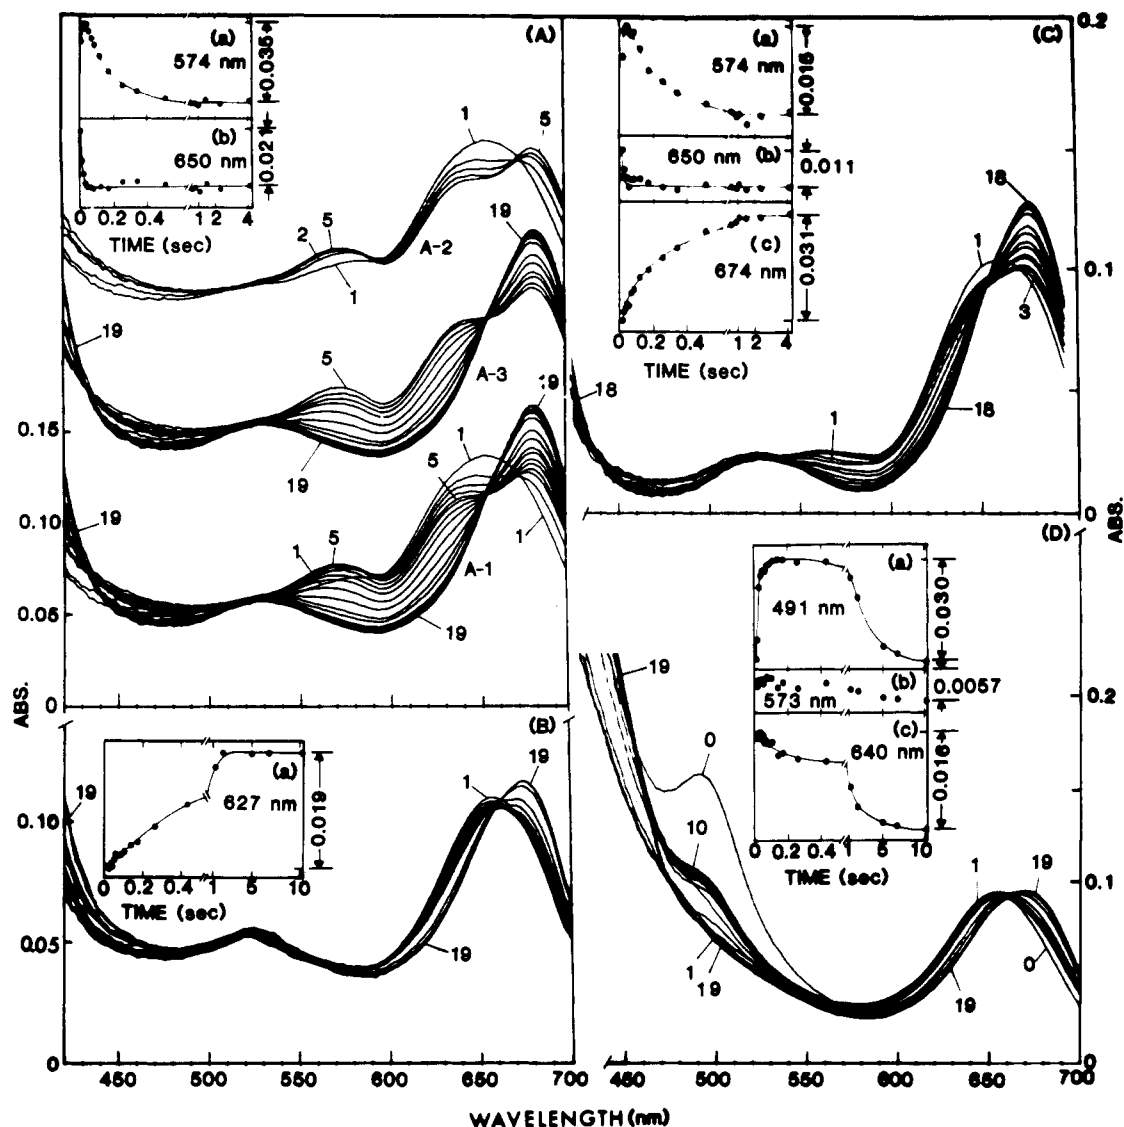 (A)
(a)
574 nm
0.035
(b)
650 nm
0.021
0 0.2 0.4 1 2 4
TIME (sec)
1
5
2
5
A-2
1
19
19
5
A-3
19
19
1
5
1
5
1
19
A-1
19
0.15
0.10
0.05
0
ABS.
(B)
(a)
627 nm
0.019
0 0.2 0.4 1 5 10
TIME (sec)
19
1
19
19
0.10
0.05
0
450 500 550 600 650 700
(C)
(a)
574 nm
0.015
650 nm
(b)
0.011
(c)
674 nm
0.031
0 0.2 0.4 1 2 4
TIME (sec)
18
1
3
18
1
18
0.2
0.1
0
ABS.
(D)
(a)
491 nm
0.030
(b)
573 nm
0.0057
(c)
640 nm
0.016
0 0.2 0.4 1 5 10
TIME (sec)
19
0
10
1
19
1
19
0
19
0.2
0.1
0
450 500 550 600 650 700
WAVELENGTH (nm)